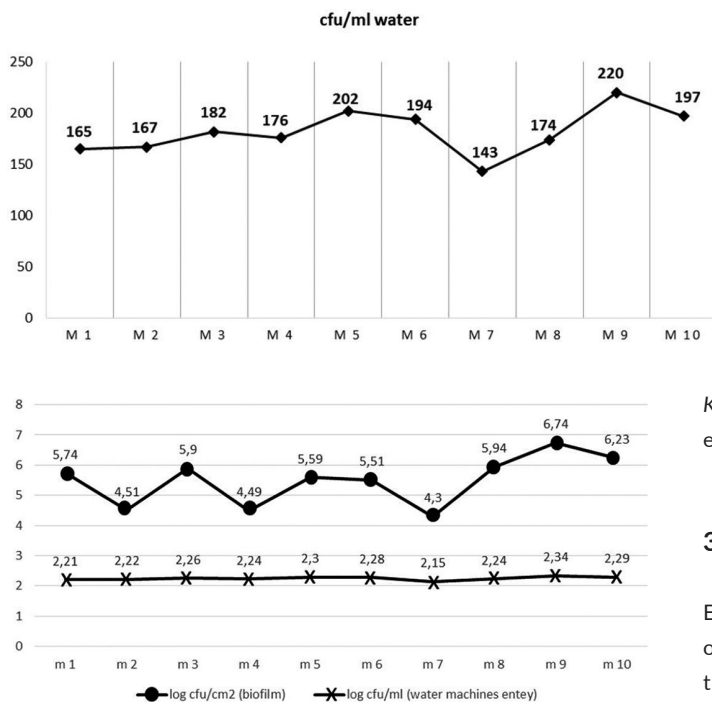 cfu/ml water
250
200
150
100
50
0
165
167
182
176
202
194
143
174
220
197
M 1
M 2
M 3
M 4
M 5
M 6
M 7
M 8
M 9
M 10
8
7
6
5
4
3
2
1
0
5,74
4,51
5,9
4,49
5,59
5,51
4,3
5,94
6,74
6,23
2,21
2,22
2,26
2,24
2,3
2,28
2,15
2,24
2,34
2,29
m 1
m 2
m 3
m 4
m 5
m 6
m 7
m 8
m 9
m 10
log cfu/cm2 (biofilm)
log cfu/ml (water machines entey)